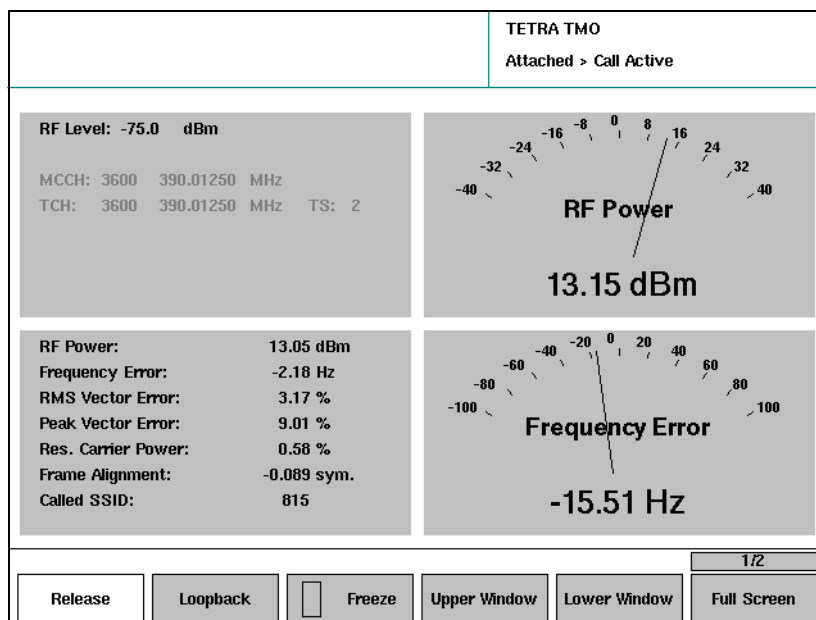 TETRA TMO
Attached > Call Active
RF Level: -75.0 dBm
MCCH: 3600 390.01250 MHz
TCH: 3600 390.01250 MHz TS: 2
-40 -32 -24 -16 -8 0 8 16 24 32 40
RF Power
13.15 dBm
RF Power: 13.05 dBm
Frequency Error: -2.18 Hz
RMS Vector Error: 3.17 %
Peak Vector Error: 9.01 %
Res. Carrier Power: 0.58 %
Frame Alignment: -0.089 sym.
Called SSID: 815
-100 -80 -60 -40 -20 0 20 40 60 80 100
Frequency Error
-15.51 Hz
1/2
Release Loopback Freeze Upper Window Lower Window Full Screen